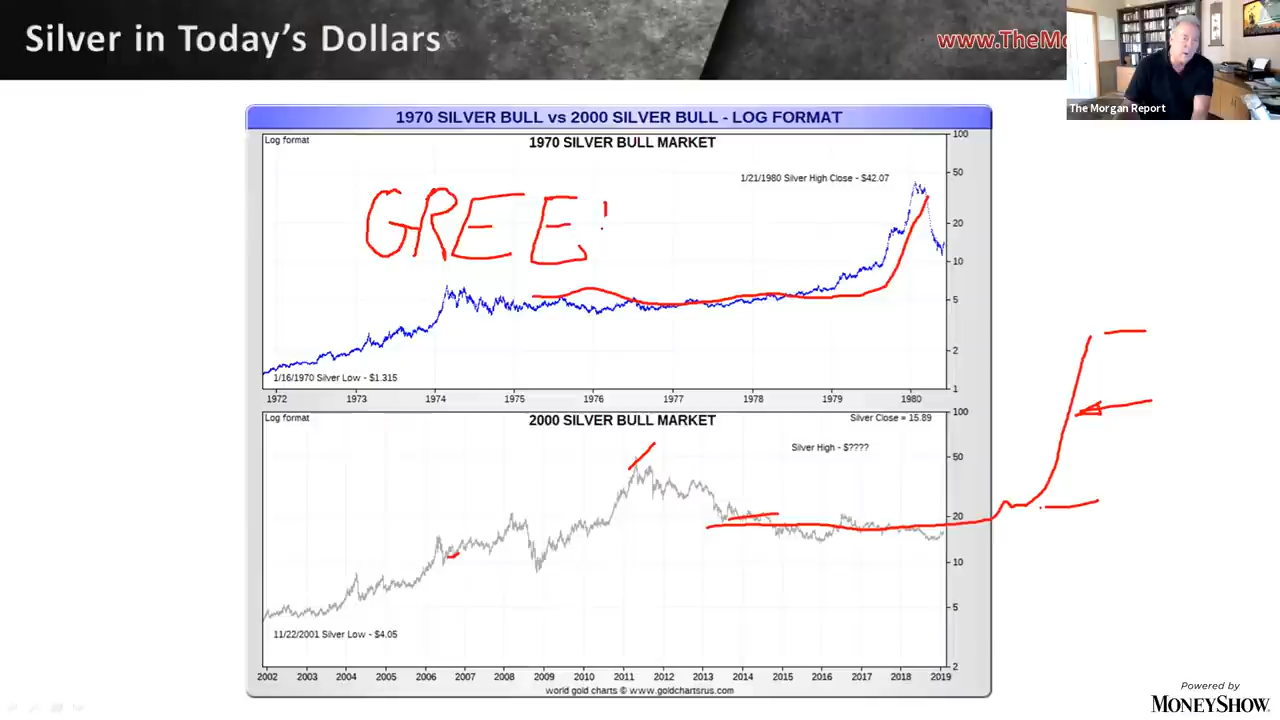 Silver in Today's Dollars
www.TheMo
The Morgan Report
1970 SILVER BULL vs 2000 SILVER BULL - LOG FORMAT
Log format
1970 SILVER BULL MARKET
100
1/21/1980 Silver High Close - $42.07
50
GREE
20
10
5
2
1/16/1970 Silver Low - $1.315
1
1972 1973 1974 1975 1976 1977 1978 1979 1980
Log format
2000 SILVER BULL MARKET
Silver Close = 15.89
100
Silver High - $????
50
20
10
5
11/22/2001 Silver Low - $4.05
2
2002 2003 2004 2005 2006 2007 2008 2009 2010 2011 2012 2013 2014 2015 2016 2017 2018 2019
world gold charts © www.goldchartsrus.com
Powered by
MONEYSHOW